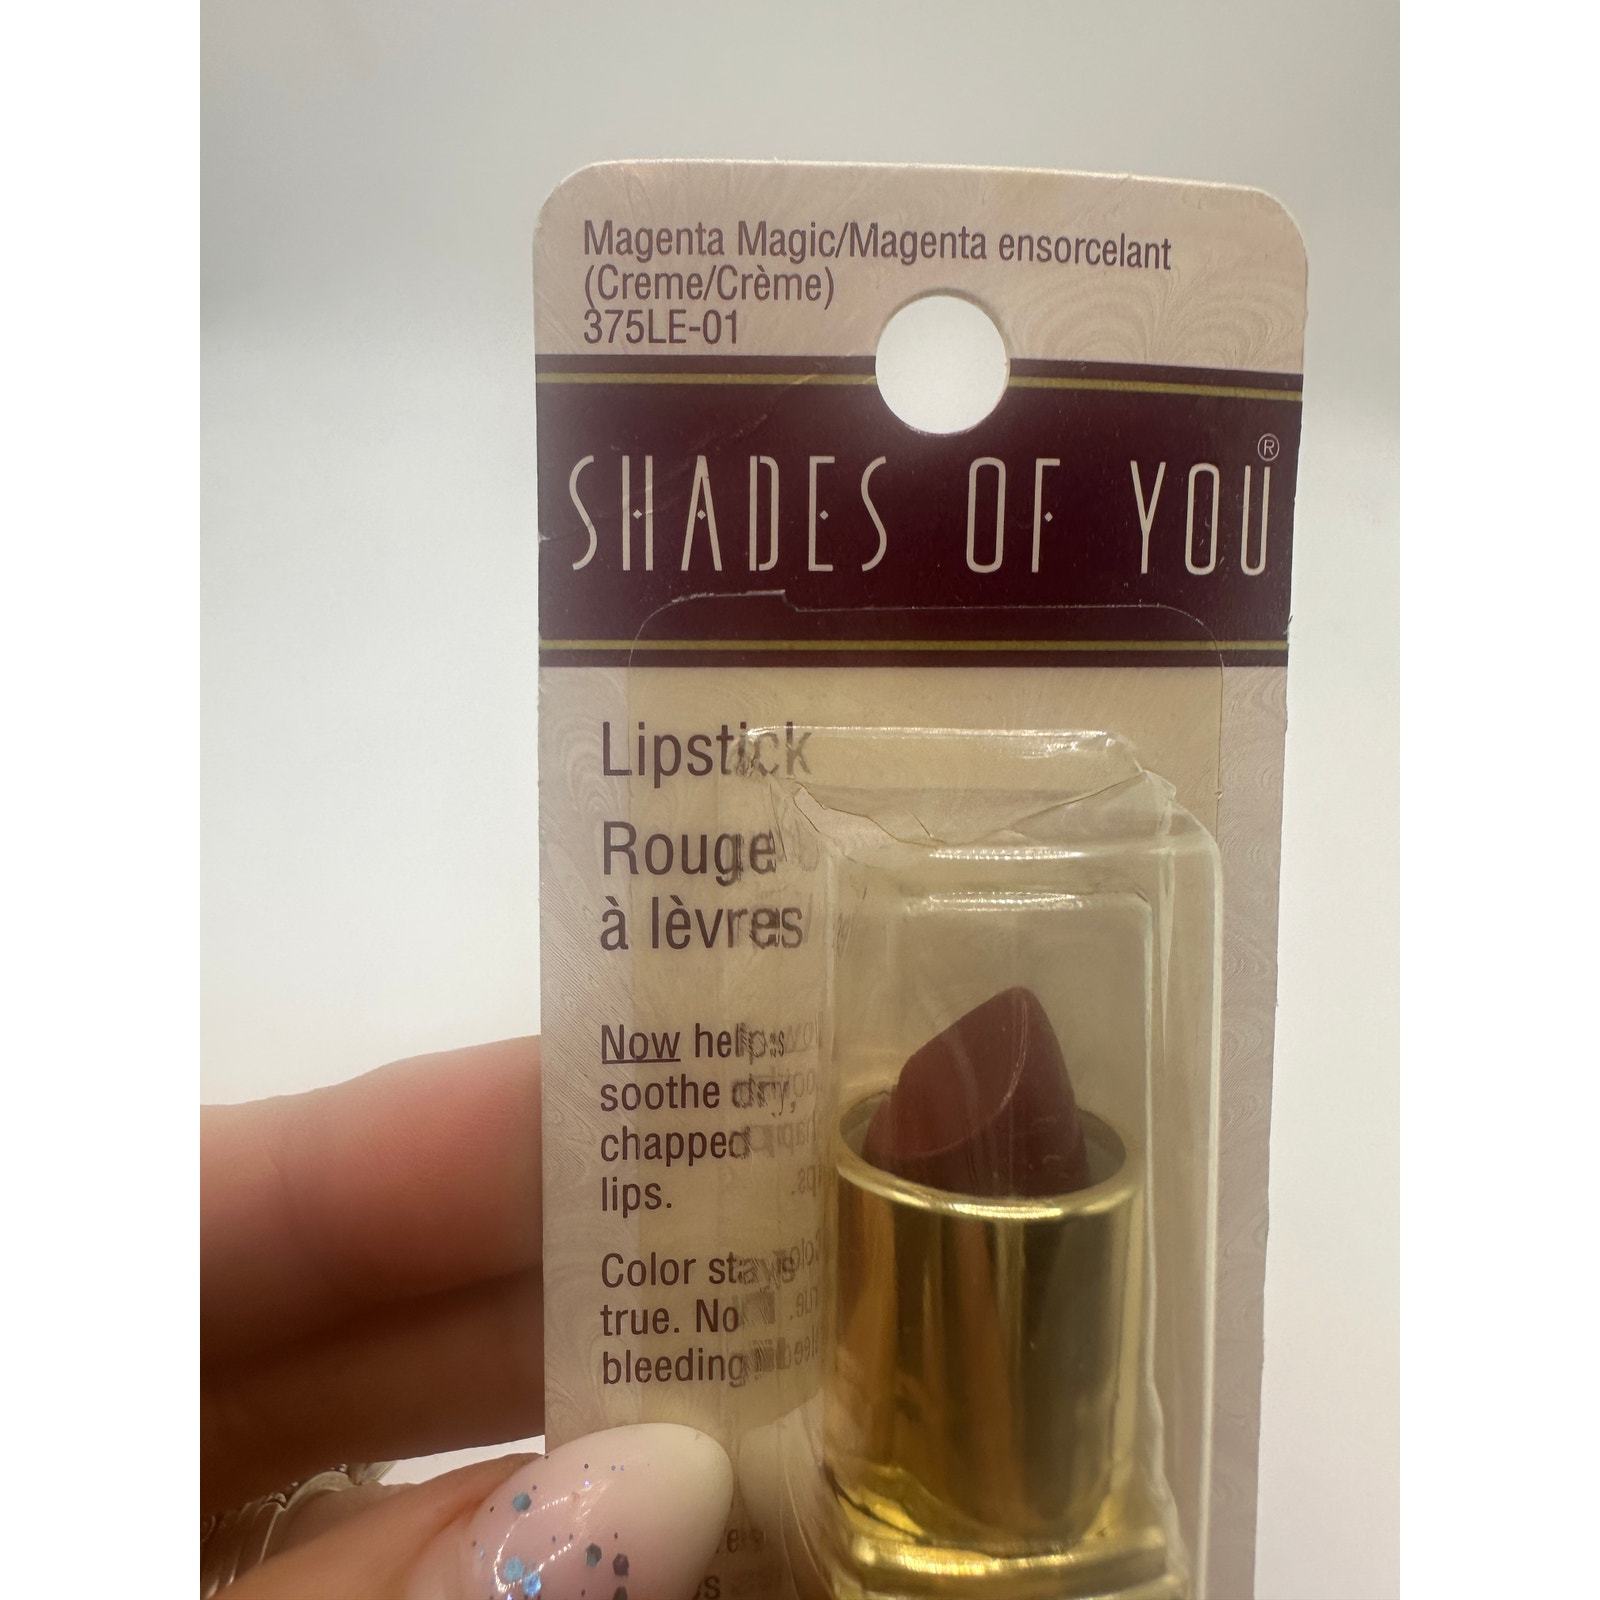 Magenta Magic/Magenta ensorcelant
(Creme/Crème)
375LE-01
SHADES OF YOU®
Lipstick
Rouge
à lèvres
Now helps
soothe dry,
chapped
lips.
Color stays
true. No
bleeding